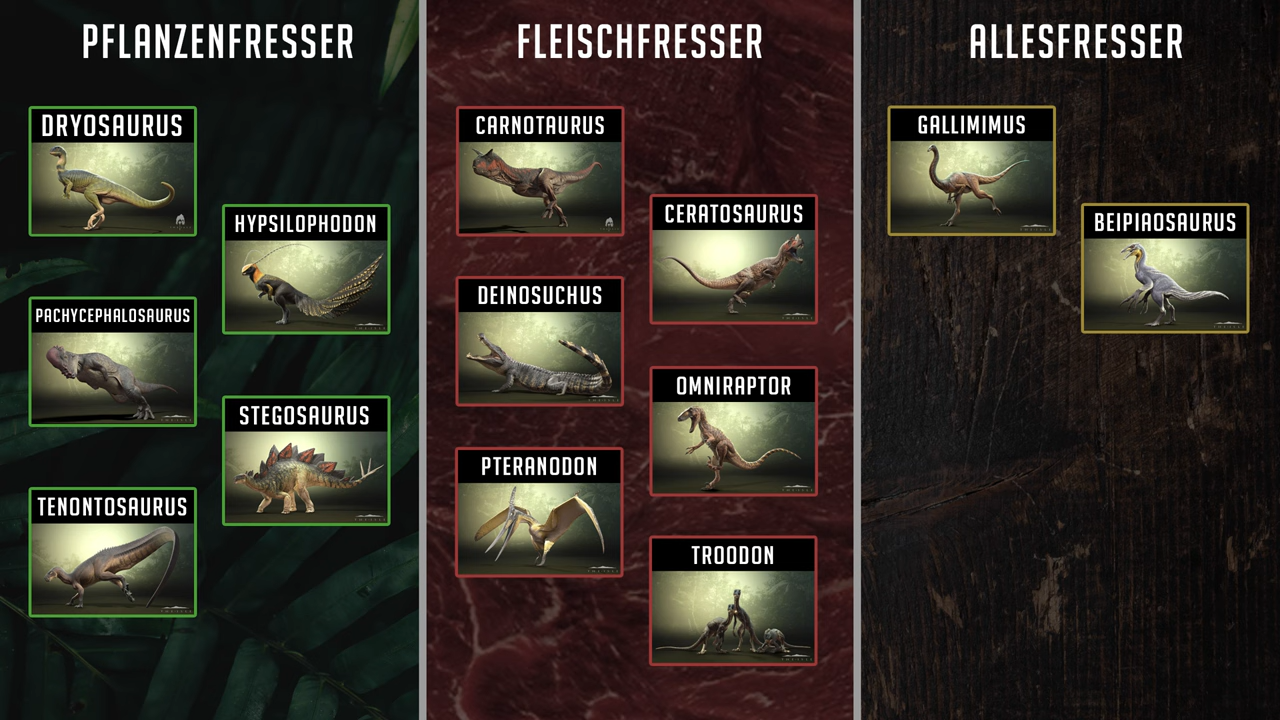 PFLANZENFRESSER
DRYOSAURUS
HYPSILOPHODON
PACHYCEPHALOSAURUS
STEGOSAURUS
TENONTOSAURUS
FLEISCHFRESSER
CARNOTAURUS
CERATOSAURUS
DEINOSUCHUS
OMNIRAPTOR
PTERANODON
TROODON
ALLESFRESSER
GALLIMIMUS
BEIPIAOSAURUS